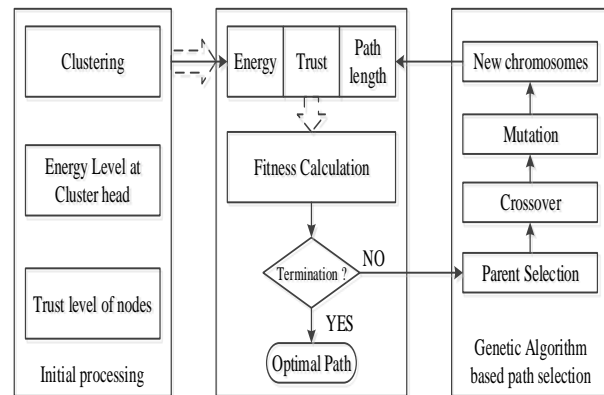 Clustering
Energy Level at
Cluster head
Trust level of nodes
Initial processing
Energy
Trust
Path
length
Fitness Calculation
Termination ?
NO
YES
Optimal Path
New chromosomes
Mutation
Crossover
Parent Selection
Genetic Algorithm
based path selection